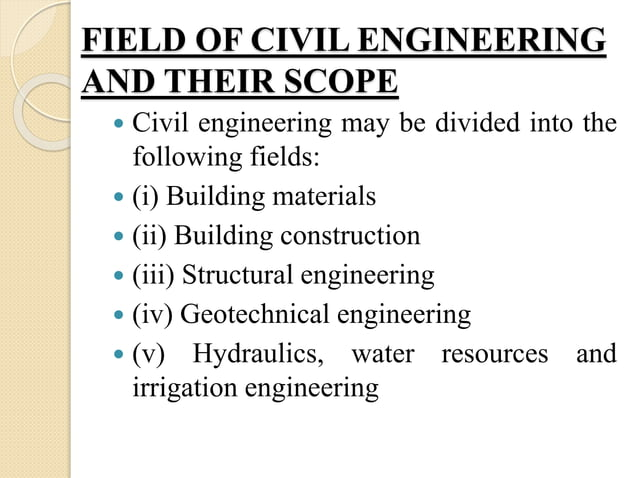 FIELD OF CIVIL ENGINEERING
AND THEIR SCOPE
• Civil engineering may be divided into the
following fields:
• (i) Building materials
• (ii) Building construction
• (iii) Structural engineering
• (iv) Geotechnical engineering
• (v) Hydraulics, water resources and
irrigation engineering